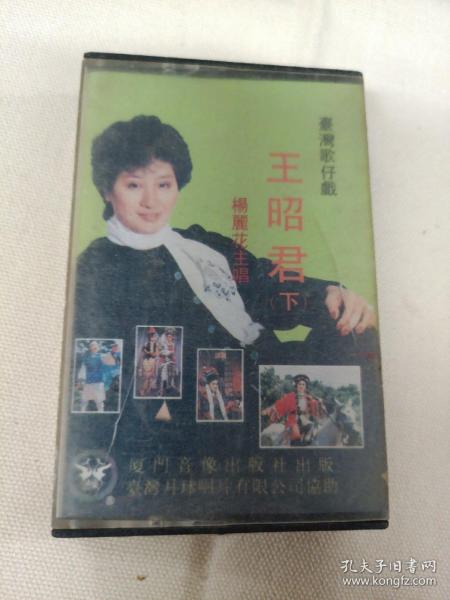 臺灣歌仔戲
王昭君
（下）
楊麗花主唱
厦門音像出版社出版
臺灣月球唱片有限公司協助
孔夫子旧书网
www.kongfz.com